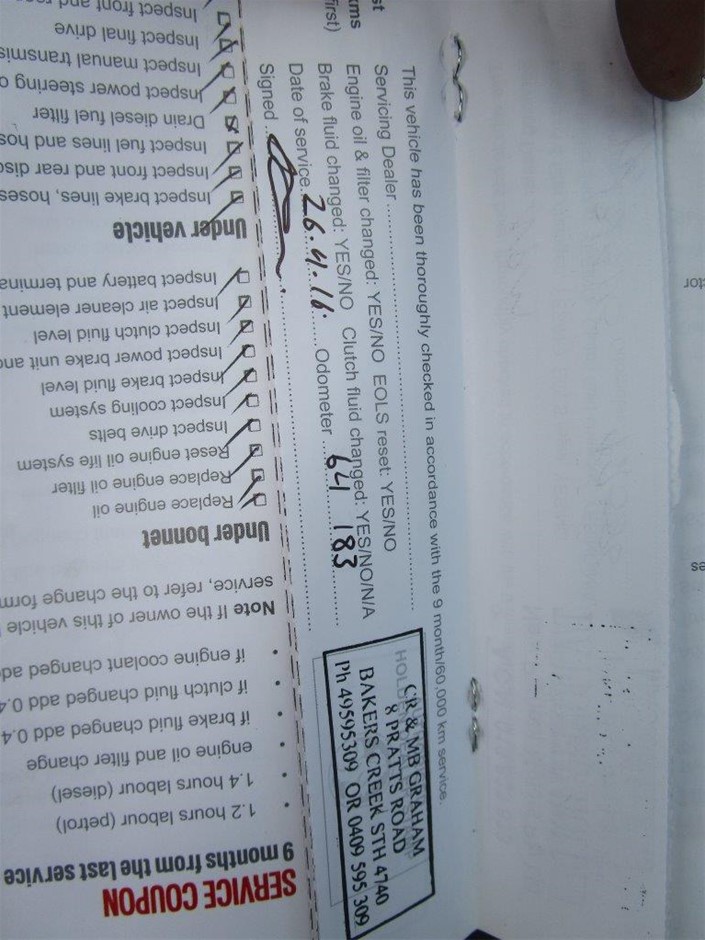 SERVICE COUPON
9 months from the last service
• 1.2 hours labour (petrol)
• 1.4 hours labour (diesel)
engine oil and filter change
• if brake fluid changed add 0.4
• if clutch fluid changed add 0.4
• if engine coolant changed
Note If the owner of this vehicle
service, refer to the change form
Under bonnet
Replace engine oil
Replace engine oil filter
Reset engine oil life system
Inspect drive belts
Inspect cooling system
Inspect brake fluid level
Inspect power brake unit
Inspect clutch fluid level
Inspect air cleaner element
Inspect battery and
Under vehicle
Inspect brake lines, hoses
Inspect front and rear
Inspect fuel lines and
Drain diesel fuel filter
Inspect power steering
Inspect manual
Inspect final drive
Inspect front and
This vehicle has been thoroughly checked in accordance with the 9 month/60,000 km service.
Servicing Dealer
Engine oil & filter changed: YES/NO EOLS reset: YES/NO
Brake fluid changed: YES/NO Clutch fluid changed: YES/NO/N/A
Date of service 26.4.16 Odometer 64 183
Signed
CR & MB GRAHAM
8 PRATTS ROAD
BAKERS CREEK STH 4740
Ph 49595309 OR 0409 595 309